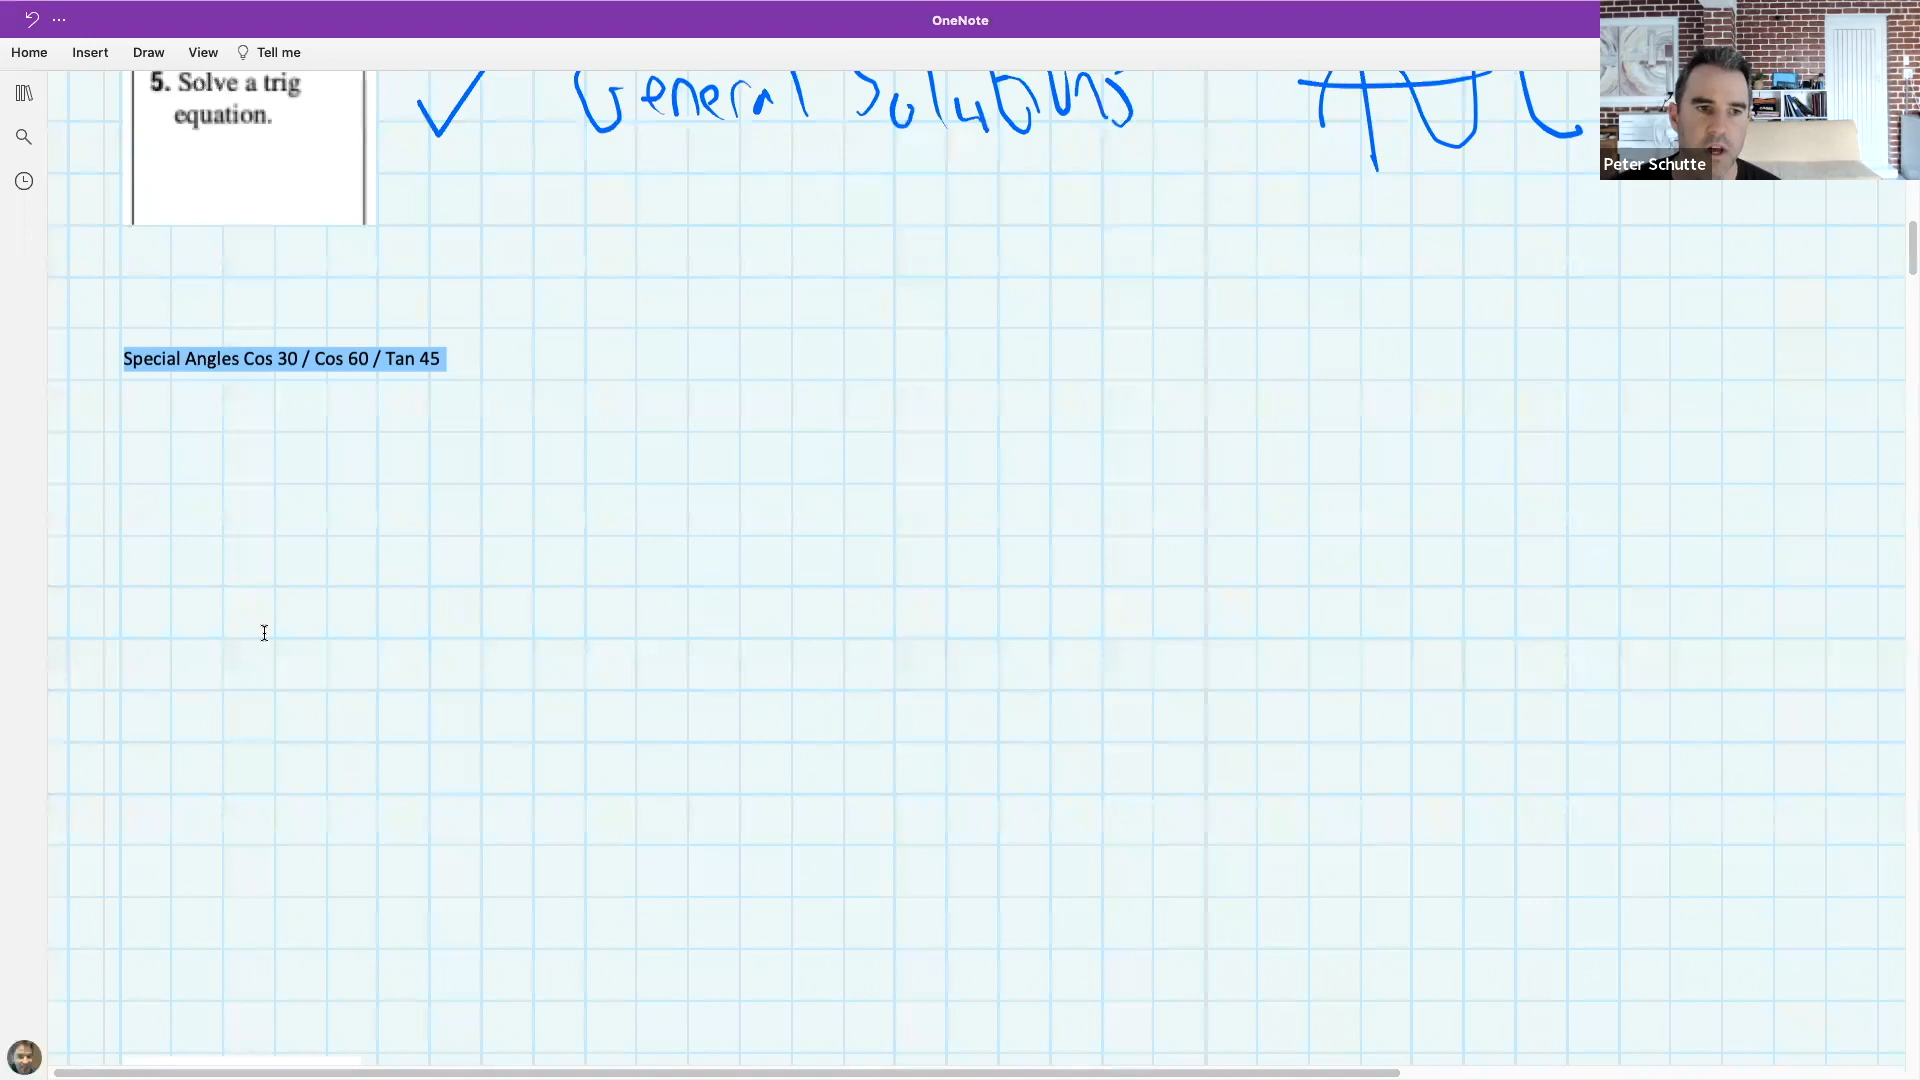 OneNote
Home Insert Draw View Tell me
5. Solve a trig
equation.
General Solutions
Peter Schutte
Special Angles Cos 30 / Cos 60 / Tan 45